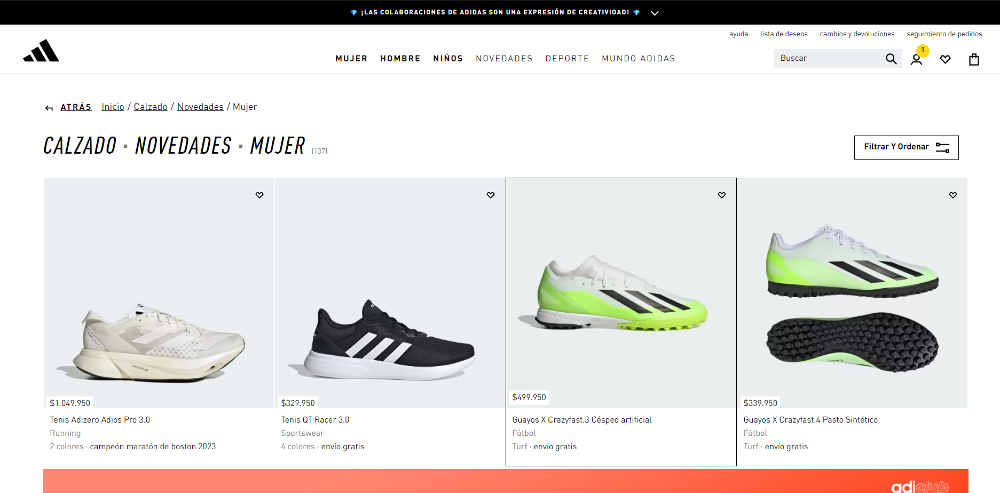 ¡LAS COLABORACIONES DE ADIDAS SON UNA EXPRESIÓN DE CREATIVIDAD!
ayuda lista de deseos cambios y devoluciones seguimiento de pedidos
MUJER HOMBRE NIÑOS NOVEDADES DEPORTE MUNDO ADIDAS Buscar 1
ATRÁS Inicio / Calzado / Novedades / Mujer
CALZADO · NOVEDADES · MUJER [137]
Filtrar Y Ordenar
$1.049.950
Tenis Adizero Adios Pro 3.0
Running
2 colores · campeón maratón de boston 2023
$329.950
Tenis QT Racer 3.0
Sportswear
4 colores · envío gratis
$499.950
Guayos X Crazyfast.3 Césped artificial
Fútbol
Turf · envío gratis
$339.950
Guayos X Crazyfast.4 Pasto Sintético
Fútbol
Turf · envío gratis
adiclub